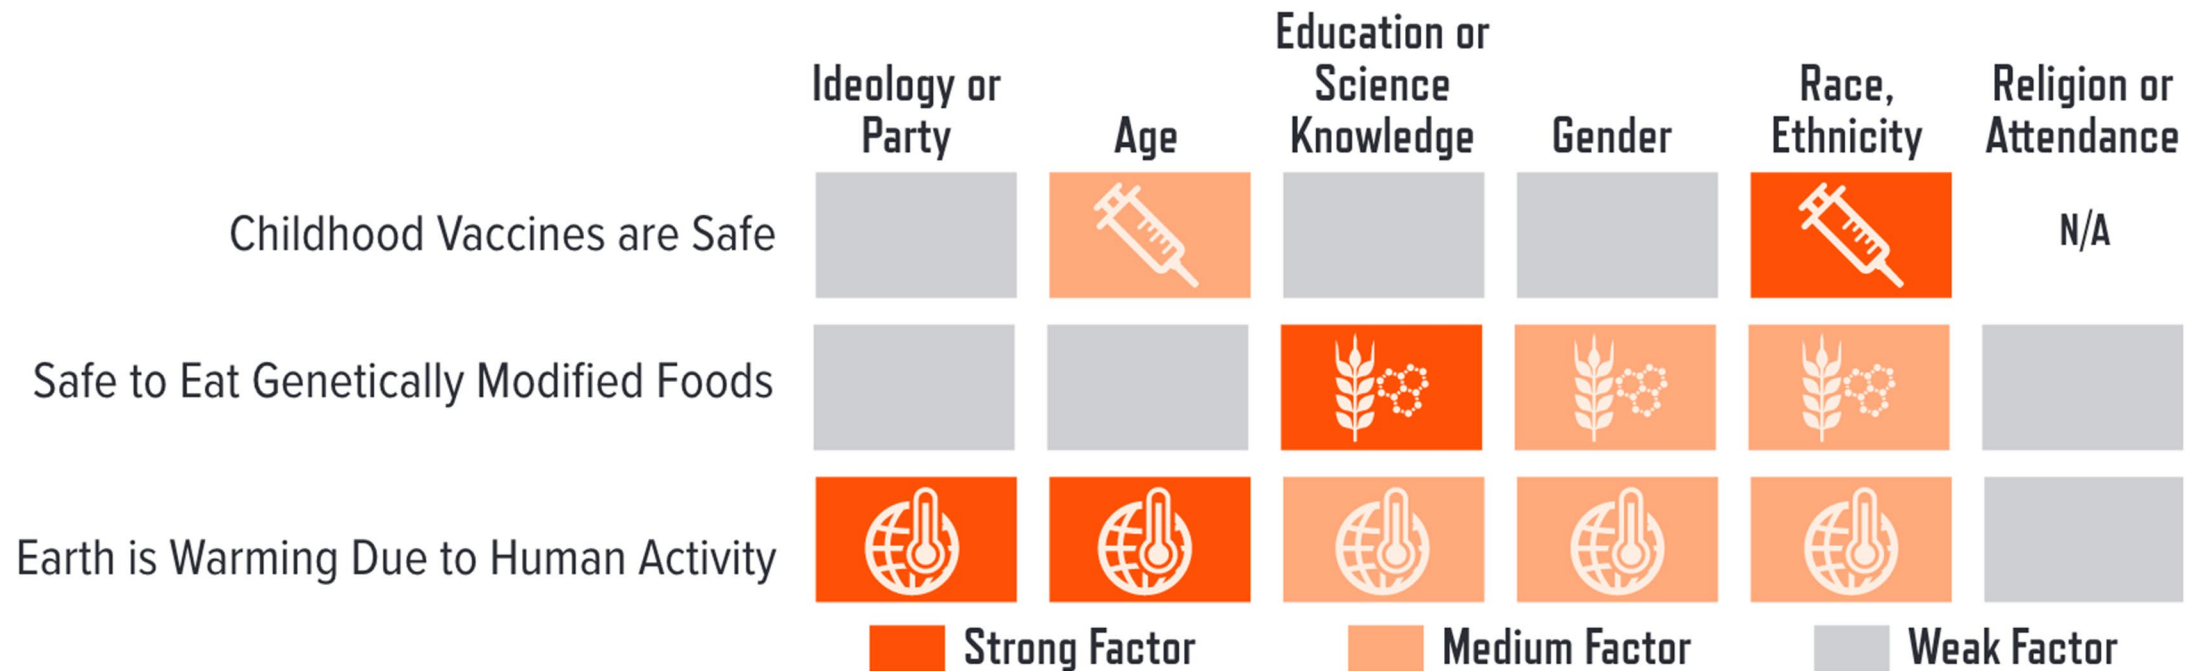 Ideology or
Party
Age
Education or
Science
Knowledge
Gender
Race,
Ethnicity
Religion or
Attendance
Childhood Vaccines are Safe
N/A
Safe to Eat Genetically Modified Foods
Earth is Warming Due to Human Activity
Strong Factor
Medium Factor
Weak Factor